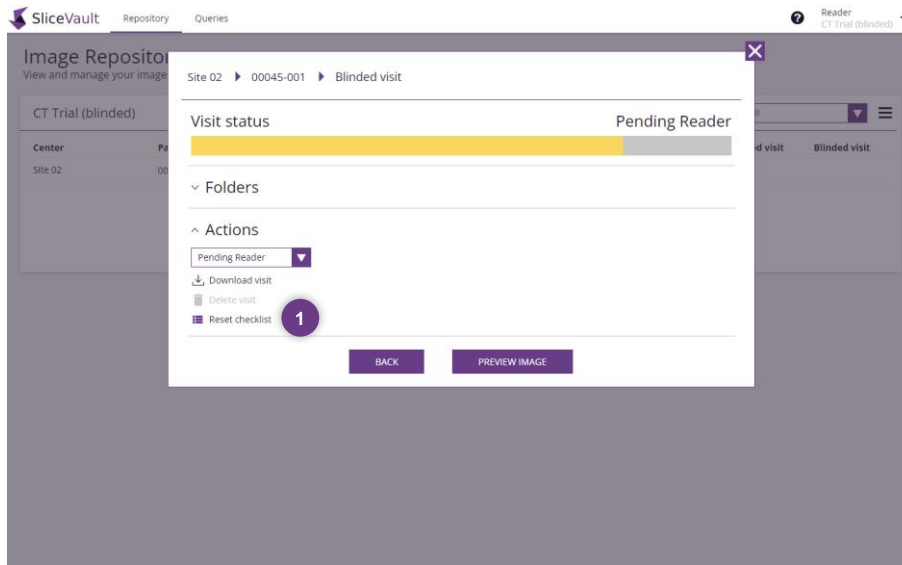 SliceVault Repository Queries ? Reader
CT Trial (blinded)
Image Reposito
View and manage your image
Site 02 00045-001 Blinded visit
CT Trial (blinded)
Visit status Pending Reader
Center Pa ed visit Blinded visit
Site 02 00
Folders
Actions
Pending Reader
Download visit
Delete visit
Reset checklist 1
BACK PREVIEW IMAGE